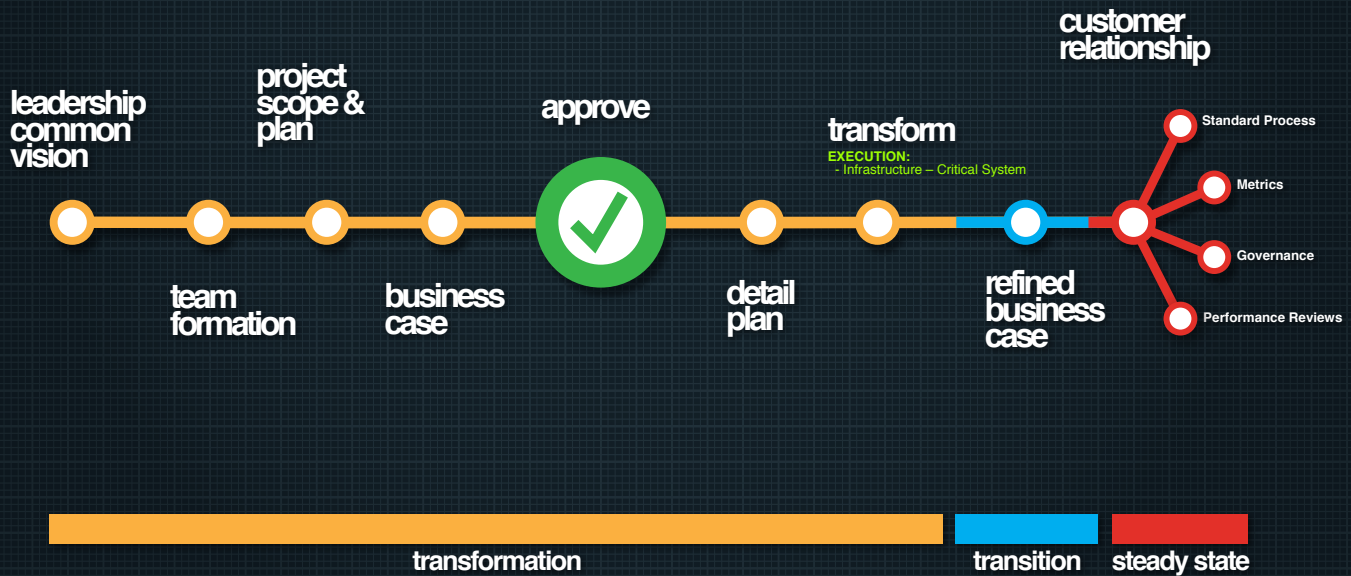 leadership
common
vision
team
formation
project
scope &
plan
business
case
approve
detail
plan
transform
EXECUTION:
- Infrastructure – Critical System
refined
business
case
customer
relationship
Standard Process
Metrics
Governance
Performance Reviews
transformation
transition
steady state